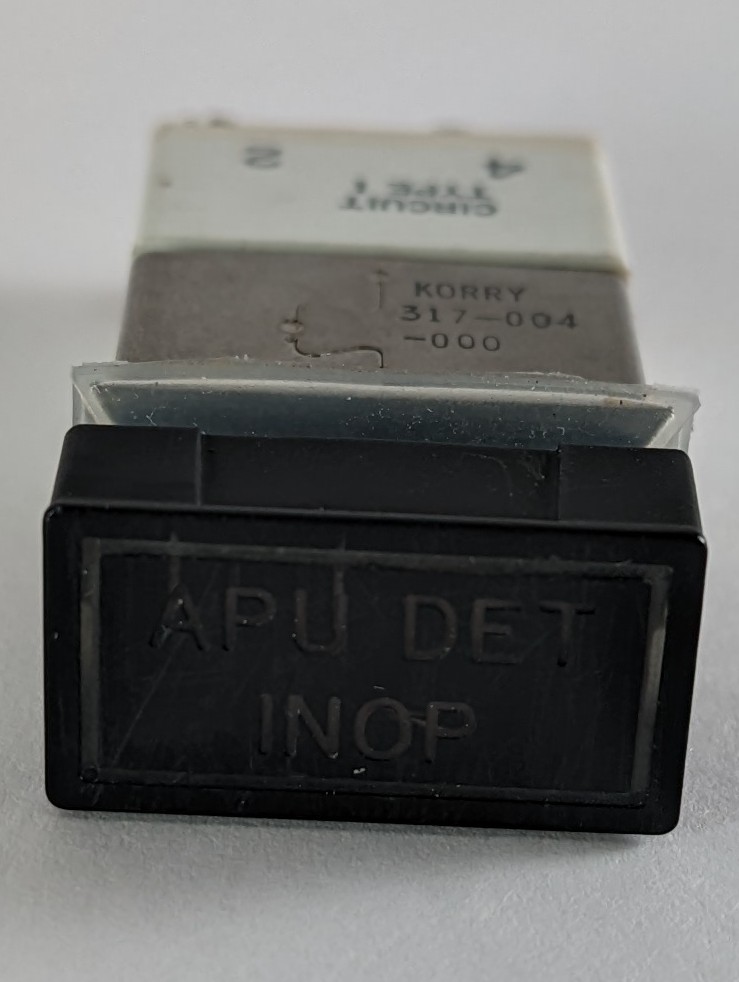 2 4
CIRCUIT
TYPE 1
KORRY
317-004
-000
APU DET
INOP